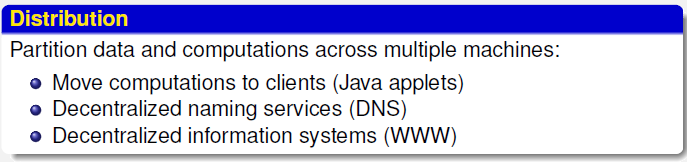 Distribution
Partition data and computations across multiple machines:
Move computations to clients (Java applets)
Decentralized naming services (DNS)
Decentralized information systems (WWW)